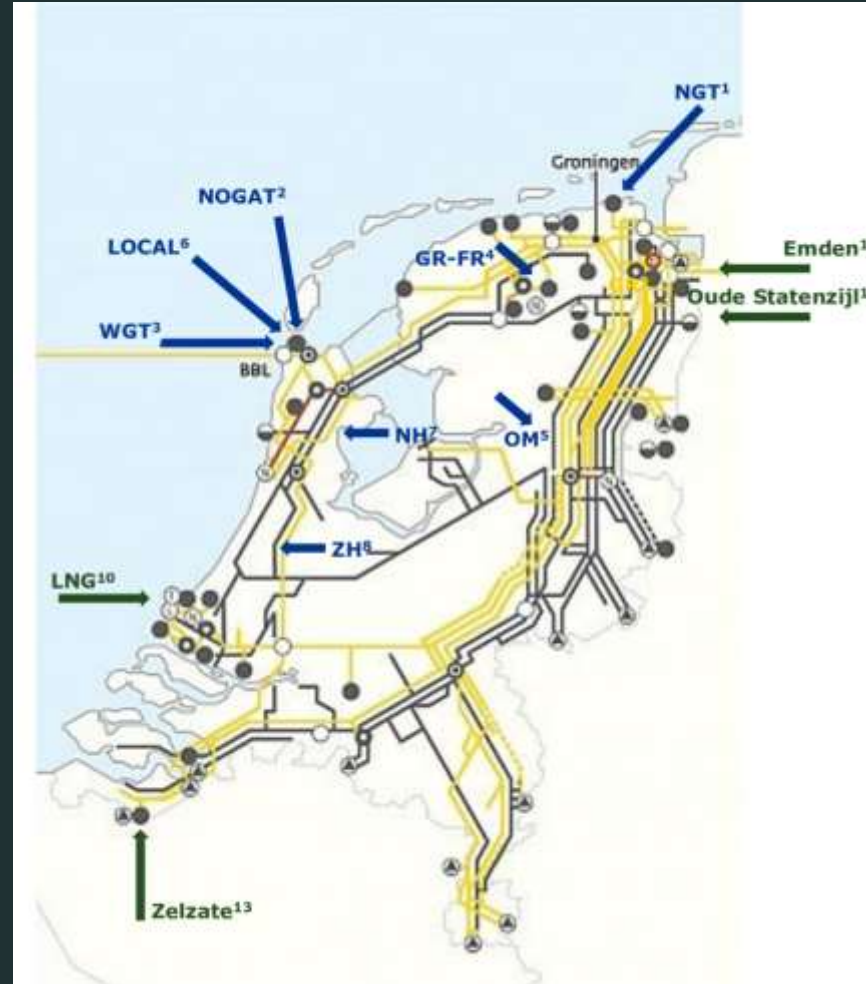 NGT¹
Groningen
NOGAT²
LOCAL⁶
GR-FR⁴
Emden¹
Oude Statenzijl¹
WGT³
BBL
NH⁷
OM⁵
ZH⁸
LNG¹⁰
Zelzate¹³